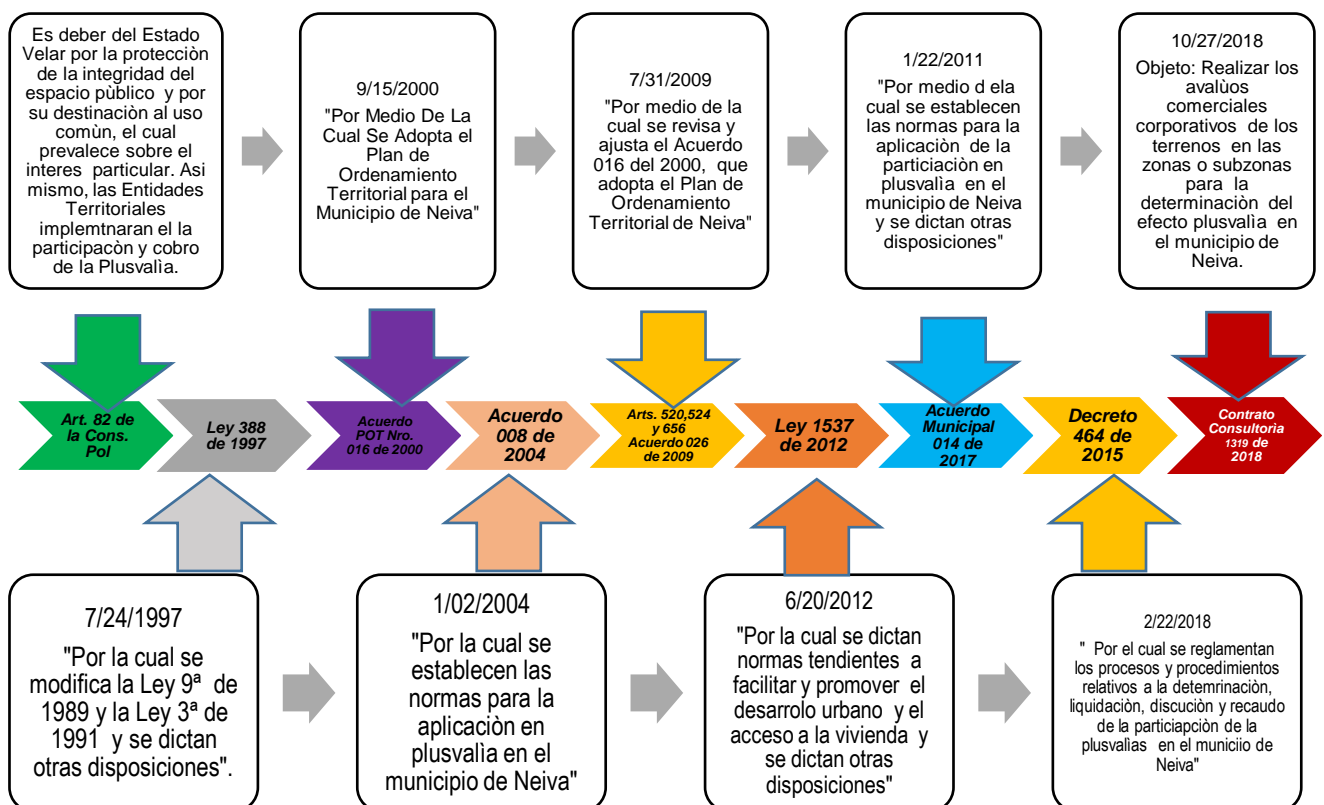 Es deber del Estado
Velar por la protecciòn
de la integridad del
espacio pùblico y por
su destinaciòn al uso
comùn, el cual
prevalece sobre el
interes particular. Asi
mismo, las Entidades
Territoriales
implemtnaran el la
participacòn y cobro
de la Plusvalìa.
9/15/2000
"Por Medio De La
Cual Se Adopta el
Plan de
Ordenamiento
Territorial para el
Municipio de Neiva"
7/31/2009
"Por medio de la
cual se revisa y
ajusta el Acuerdo
016 del 2000, que
adopta el Plan de
Ordenamiento
Territorial de Neiva"
1/22/2011
"Por medio d ela
cual se establecen
las normas para la
aplicaciòn de la
particiaciòn en
plusvalìa en el
municipio de Neiva
y se dictan otras
disposiciones"
10/27/2018
Objeto: Realizar los
avalùos
comerciales
corporativos de los
terrenos en las
zonas o subzonas
para la
determinaciòn del
efecto plusvalìa en
el municipio de
Neiva.
Art. 82 de
la Cons.
Pol
Ley 388
de 1997
Acuerdo
POT Nro.
016 de 2000
Acuerdo
008 de
2004
Arts. 520,524
y 656
Acuerdo 026
de 2009
Ley 1537
de 2012
Acuerdo
Municipal
014 de
2017
Decreto
464 de
2015
Contrato
Consultoria
1319 de
2018
7/24/1997
"Por la cual se
modifica la Ley 9ª de
1989 y la Ley 3ª de
1991 y se dictan
otras disposiciones".
1/02/2004
"Por la cual se
establecen las
normas para la
aplicaciòn en
plusvalìa en el
municipio de Neiva"
6/20/2012
"Por la cual se dictan
normas tendientes a
facilitar y promover el
desarrolo urbano y el
acceso a la vivienda y
se dictan otras
disposiciones"
2/22/2018
" Por el cual se reglamentan
los procesos y procedimientos
relativos a la detemrinaciòn,
liquidaciòn, discuciòn y recaudo
de la particiapciòn de la
plusvalìas en el municiio de
Neiva"